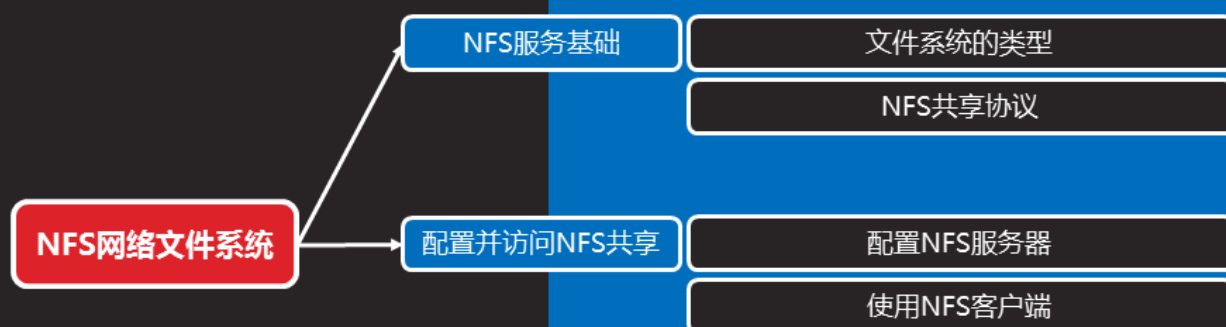 NFS服务基础
文件系统的类型
NFS共享协议
NFS网络文件系统
配置并访问NFS共享
配置NFS服务器
使用NFS客户端